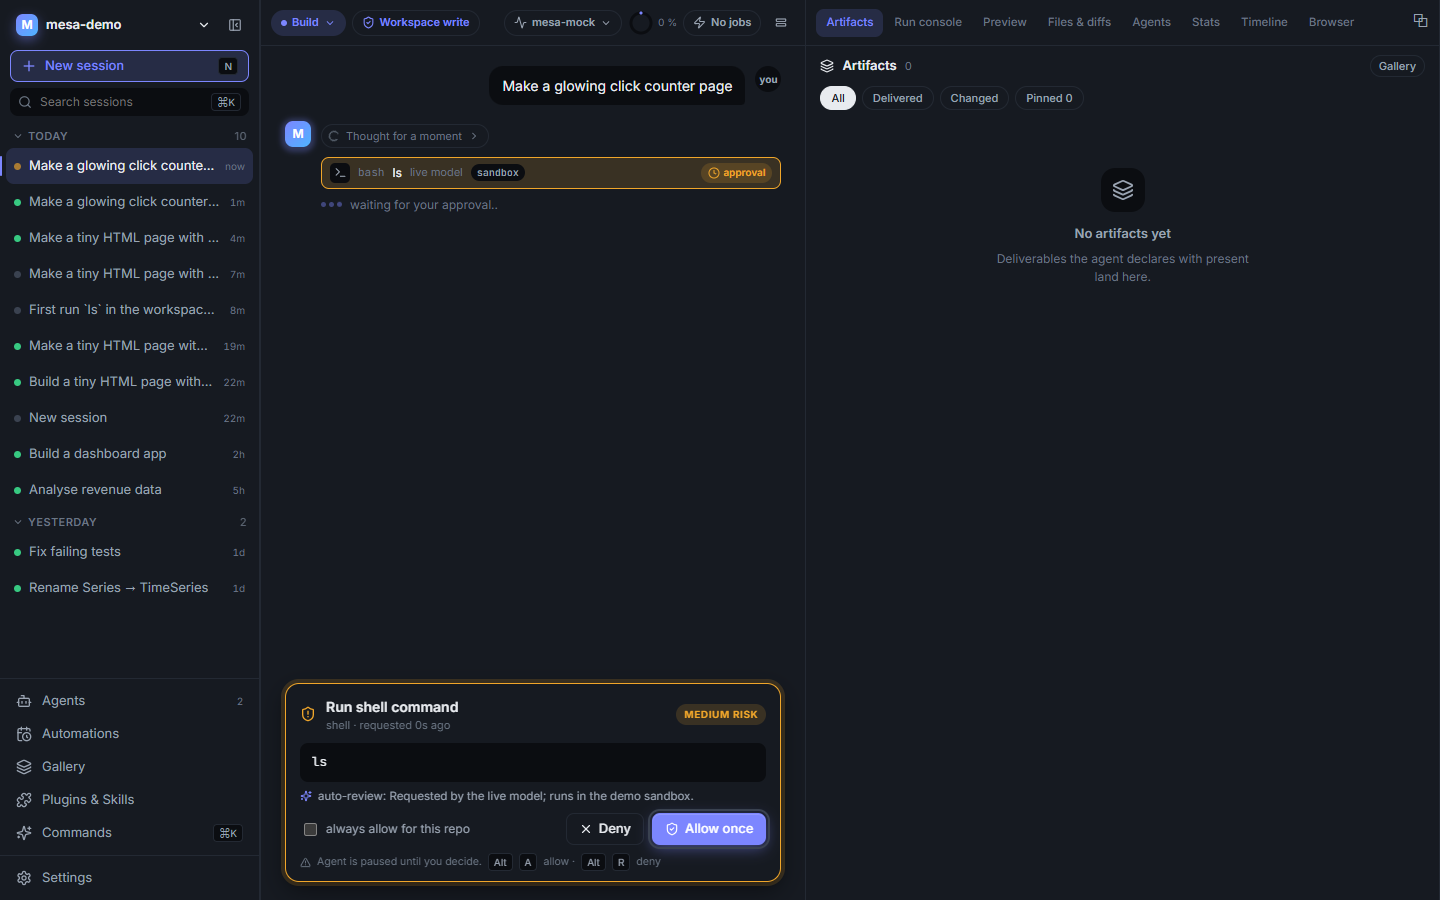 M mesa-demo
New session N
Search sessions ⌘K
TODAY 10
Make a glowing click counte... now
Make a glowing click counter... 1m
Make a tiny HTML page with ... 4m
Make a tiny HTML page with ... 7m
First run `ls` in the workspac... 8m
Make a tiny HTML page wit... 19m
Build a tiny HTML page with... 22m
New session 22m
Build a dashboard app 2h
Analyse revenue data 5h
YESTERDAY 2
Fix failing tests 1d
Rename Series → TimeSeries 1d
Agents 2
Automations
Gallery
Plugins & Skills
Commands ⌘K
Settings
Build Workspace write mesa-mock 0 % No jobs
Make a glowing click counter page you
M Thought for a moment
bash ls live model sandbox approval
waiting for your approval..
Run shell command
MEDIUM RISK
shell · requested 0s ago
ls
auto-review: Requested by the live model; runs in the demo sandbox.
always allow for this repo Deny Allow once
Agent is paused until you decide. Alt A allow · Alt R deny
Artifacts Run console Preview Files & diffs Agents Stats Timeline Browser
Artifacts 0 Gallery
All Delivered Changed Pinned 0
No artifacts yet
Deliverables the agent declares with present
land here.